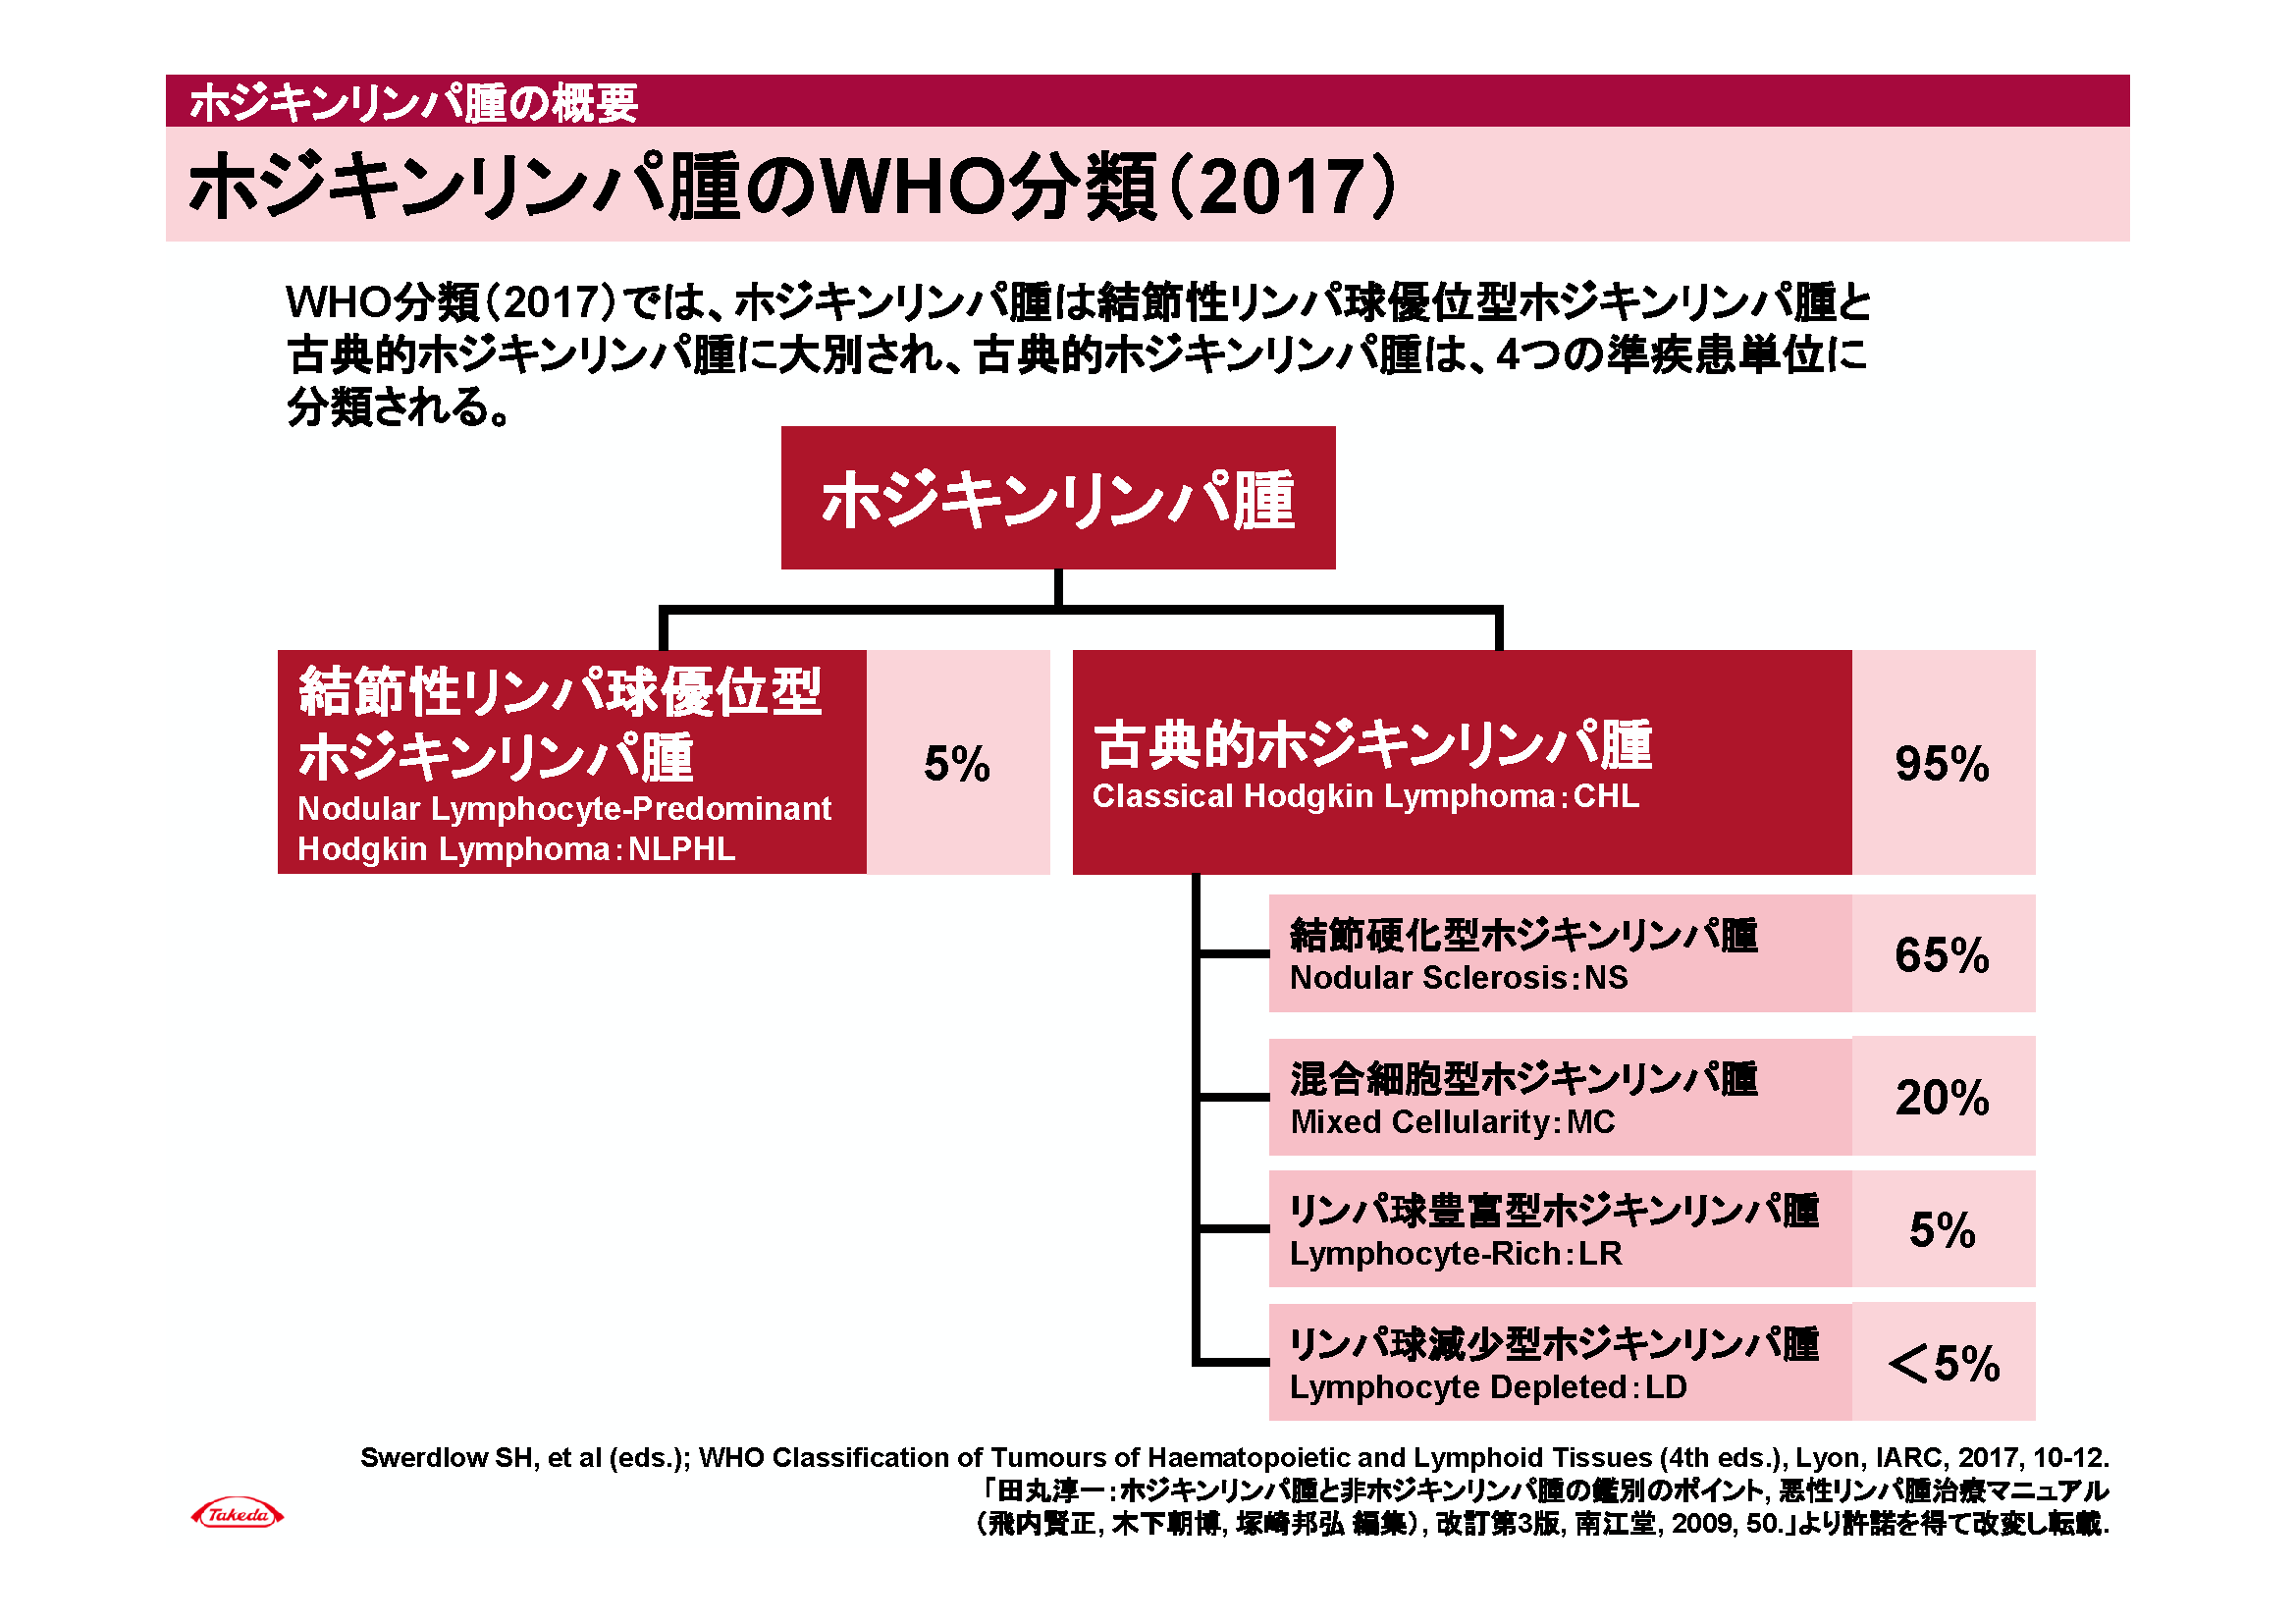 ホジキンリンパ腫の概要
ホジキンリンパ腫のWHO分類（2017）
WHO分類（2017）では、ホジキンリンパ腫は結節性リンパ球優位型ホジキンリンパ腫と
古典的ホジキンリンパ腫に大別され、古典的ホジキンリンパ腫は、4つの準疾患単位に
分類される。
ホジキンリンパ腫
結節性リンパ球優位型
ホジキンリンパ腫
Nodular Lymphocyte-Predominant
Hodgkin Lymphoma：NLPHL
5%
古典的ホジキンリンパ腫
Classical Hodgkin Lymphoma：CHL
95%
結節硬化型ホジキンリンパ腫
Nodular Sclerosis：NS
65%
混合細胞型ホジキンリンパ腫
Mixed Cellularity：MC
20%
リンパ球豊富型ホジキンリンパ腫
Lymphocyte-Rich：LR
5%
リンパ球減少型ホジキンリンパ腫
Lymphocyte Depleted：LD
＜5%
Swerdlow SH, et al (eds.); WHO Classification of Tumours of Haematopoietic and Lymphoid Tissues (4th eds.), Lyon, IARC, 2017, 10-12.
「田丸淳一：ホジキンリンパ腫と非ホジキンリンパ腫の鑑別のポイント, 悪性リンパ腫治療マニュアル
（飛内賢正, 木下朝博, 塚崎邦弘 編集）, 改訂第3版, 南江堂, 2009, 50.」より許諾を得て改変し転載.
Takeda